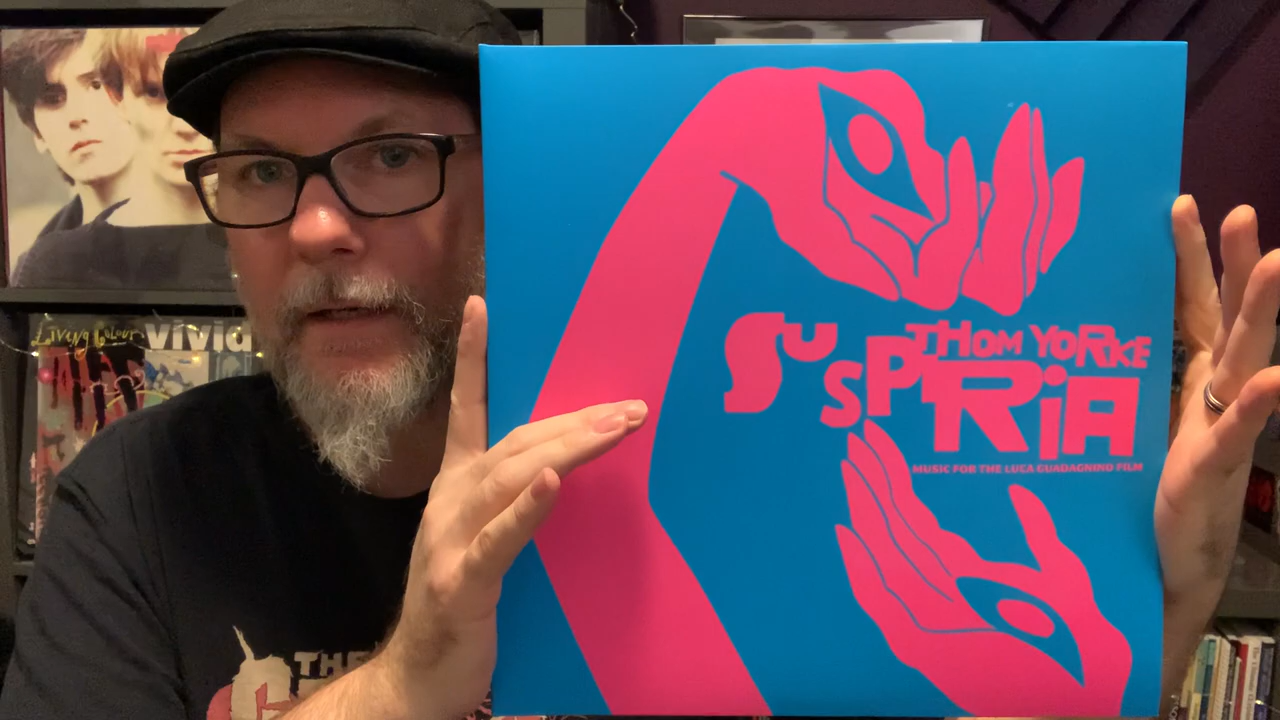 LIVING COLOUR
Vivid
THOM YORKE
SUSPIRIA
MUSIC FOR THE LUCA GUADAGNINO FILM
THE